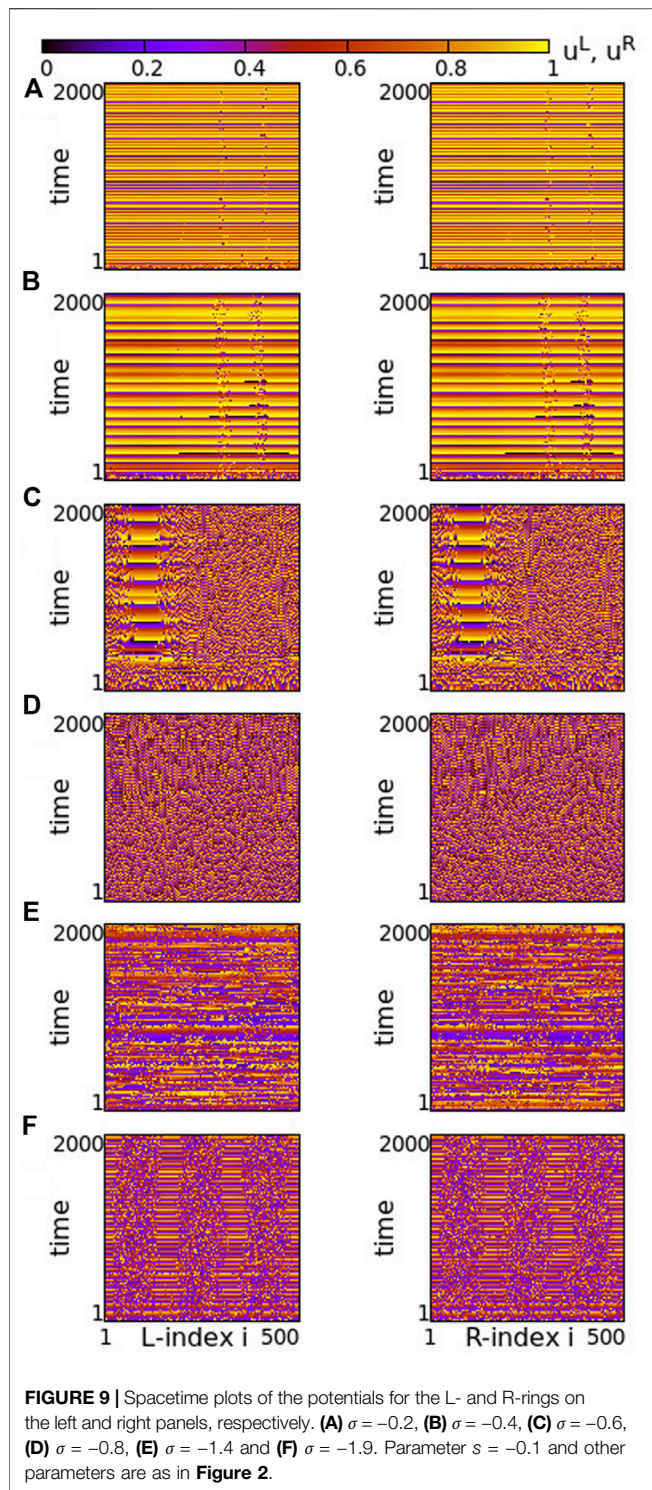 0 0.2 0.4 0.6 0.8 1 u^L, u^R
A
2000 time 1
B
2000 time 1
2000 time 1
C
2000 time 1
2000 time 1
D
2000 time 1
2000 time 1
E
2000 time 1
2000 time 1
F
2000 time 1
2000 time 1
2000 time 1
1 L-index i 500
1 R-index i 500
FIGURE 9 | Spacetime plots of the potentials for the L- and R-rings on
the left and right panels, respectively. (A) σ = −0.2, (B) σ = −0.4, (C) σ = −0.6,
(D) σ = −0.8, (E) σ = −1.4 and (F) σ = −1.9. Parameter s = −0.1 and other
parameters are as in Figure 2.